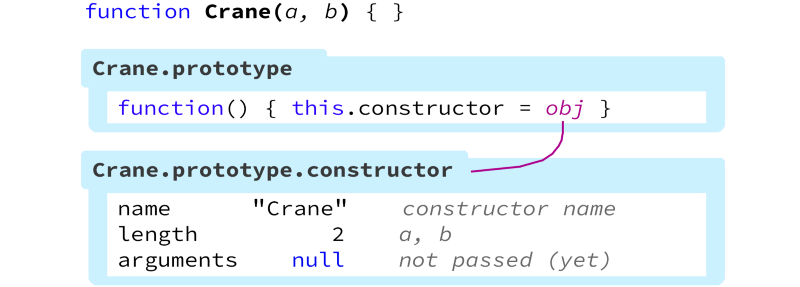 function Crane(a, b) { }
Crane.prototype
function() { this.constructor = obj }
Crane.prototype.constructor
name "Crane" constructor name
length 2 a, b
arguments null not passed (yet)